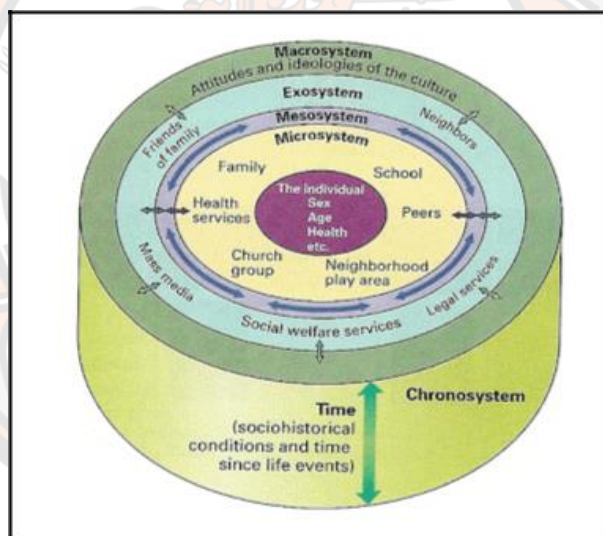 Macrosystem
Attitudes and ideologies of the culture
Exosystem
Mesosystem
Microsystem
Friends
of family
Neighbors
Family
School
The individual
Sex
Age
Health
etc.
Health
services
Peers
Church
group
Neighborhood
play area
Mass media
Social welfare services
Legal services
Chronosystem
Time
(sociohistorical
conditions and time
since life events)